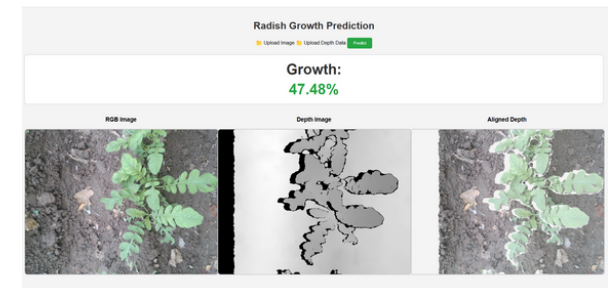 Radish Growth Prediction
Upload Image Upload Depth Data Predict
Growth:
47.48%
RGB Image Depth Image Aligned Depth